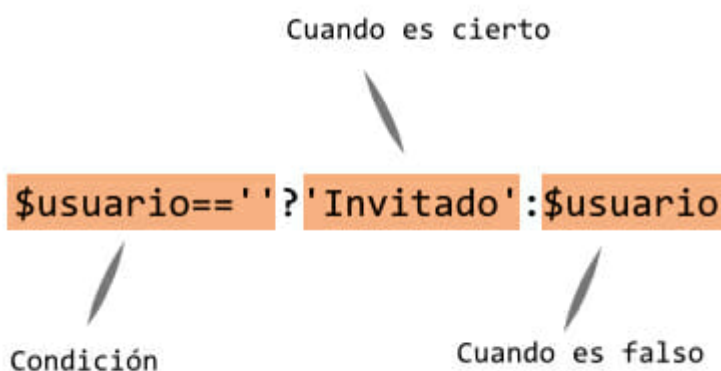 Cuando es cierto
$usuario==''?'Invitado':$usuario
Condición
Cuando es falso